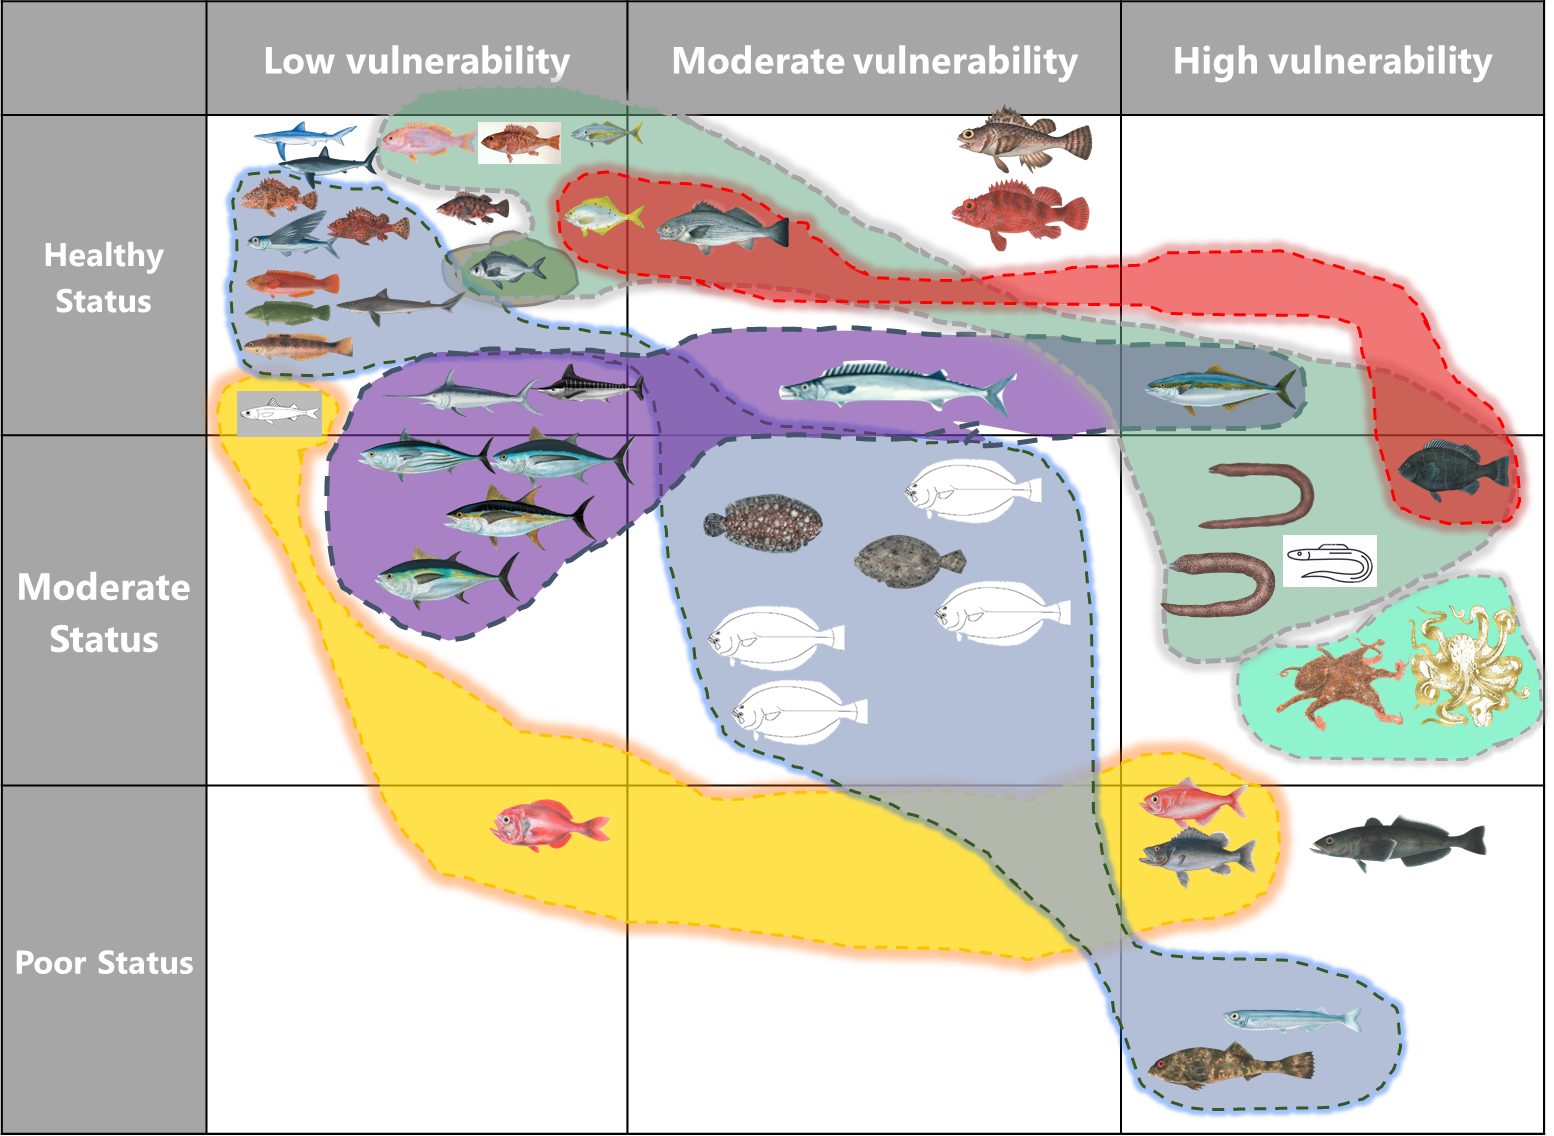 Low vulnerability
Moderate vulnerability
High vulnerability
Healthy
Status
Moderate
Status
Poor Status